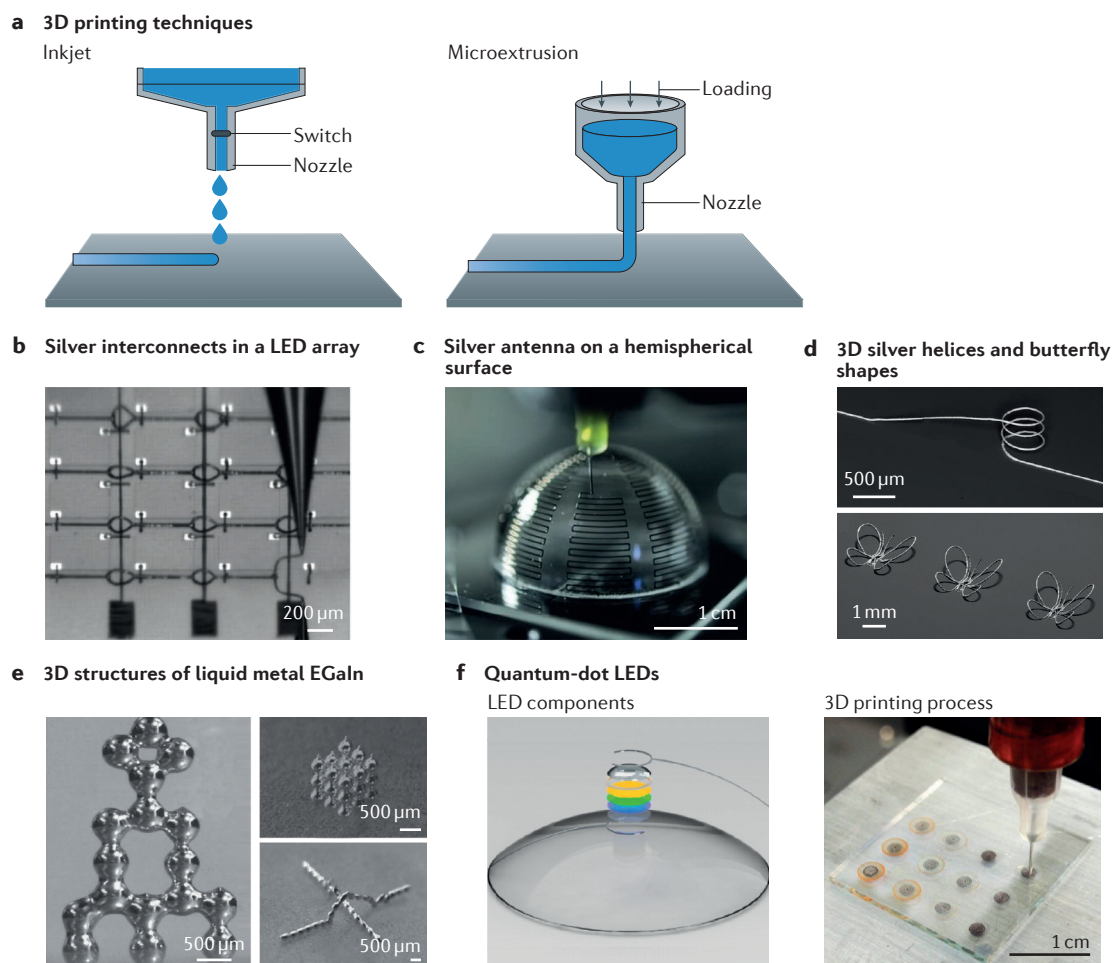 a 3D printing techniques
Inkjet
Microextrusion
Loading
Switch
Nozzle
Nozzle
b Silver interconnects in a LED array
200 µm
c Silver antenna on a hemispherical
surface
1 cm
d 3D silver helices and butterfly
shapes
500 µm
1 mm
e 3D structures of liquid metal EGaIn
500 µm
500 µm
500 µm
f Quantum-dot LEDs
LED components
3D printing process
1 cm